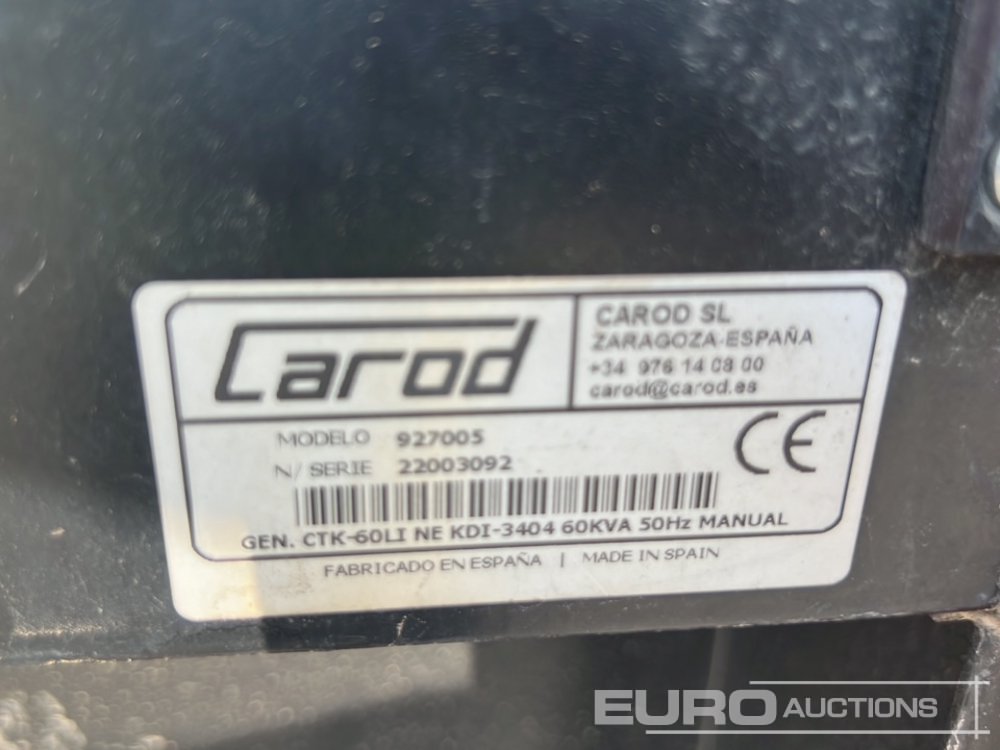 Carod
CAROD SL
ZARAGOZA-ESPAÑA
+34 976 14 08 00
carod@carod.es
MODELO 927005
N/ SERIE 22003092
CE
GEN. CTK-60LI NE KDI-3404 60KVA 50Hz MANUAL
FABRICADO EN ESPAÑA | MADE IN SPAIN
EURO AUCTIONS